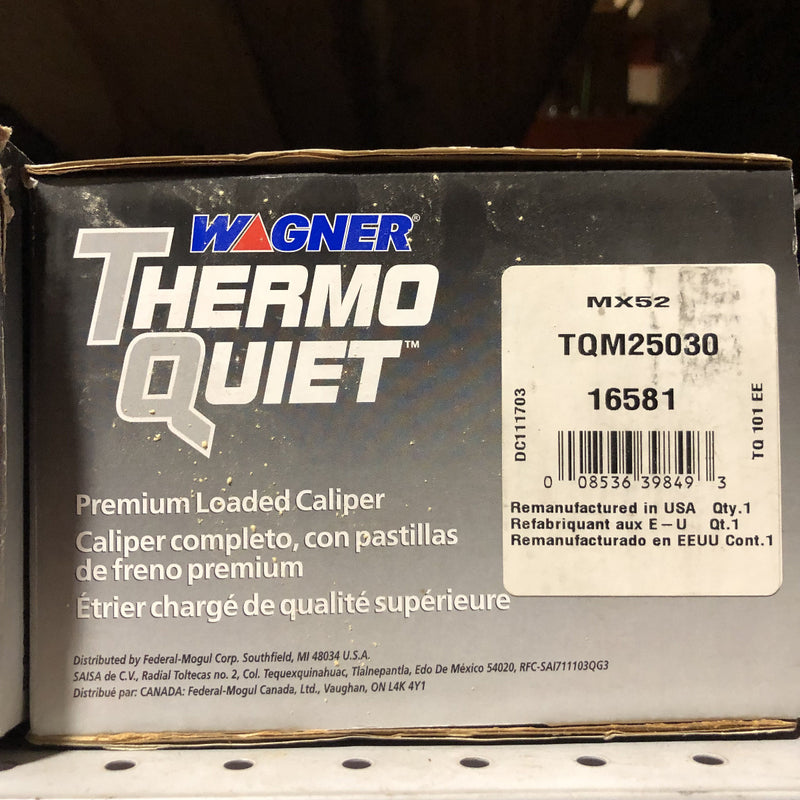 WAGNER®
THERMO
QUIET™
Premium Loaded Caliper
Caliper completo, con pastillas
de freno premium
Étrier chargé de qualité supérieure
Distributed by Federal-Mogul Corp. Southfield, MI 48034 U.S.A.
SAISA de C.V., Radial Toltecas no. 2, Col. Tequexquinahuac, Tlalnepantla, Edo De México 54020, RFC-SAI711103QG3
Distribué par: CANADA: Federal-Mogul Canada, Ltd., Vaughan, ON L4K 4Y1
MX52
TQM25030
16581
DC111703
TQ 101 EE
0 08536 39849 3
Remanufactured in USA Qty.1
Refabriquant aux E-U Qt.1
Remanufacturado en EEUU Cont.1